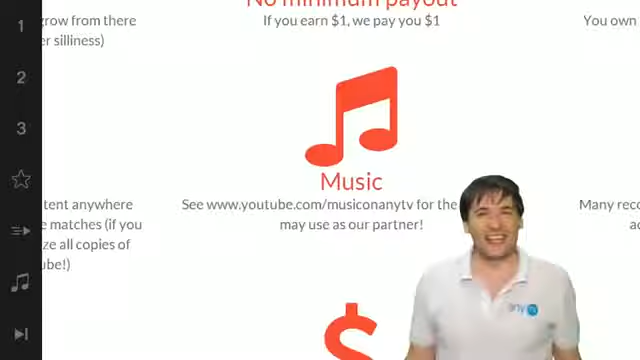 No minimum payout
grow from there
If you earn $1, we pay you $1
You own
er silliness)
1
2
3
Music
tent anywhere
See www.youtube.com/musiconanytv for the
Many reco
e matches (if you
may use as our partner!
ac
ze all copies of
ube!)
any
$